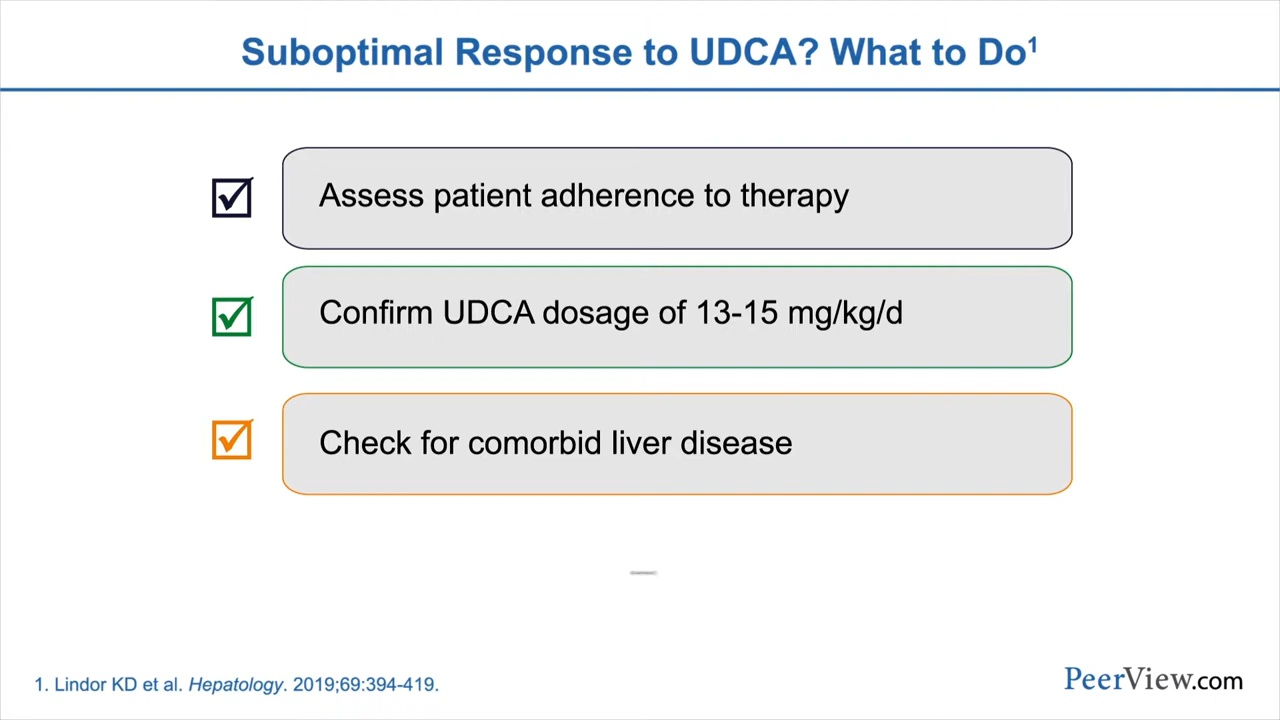 Suboptimal Response to UDCA? What to Do¹
Assess patient adherence to therapy
Confirm UDCA dosage of 13-15 mg/kg/d
Check for comorbid liver disease
1. Lindor KD et al. Hepatology. 2019;69:394-419.
PeerView.com